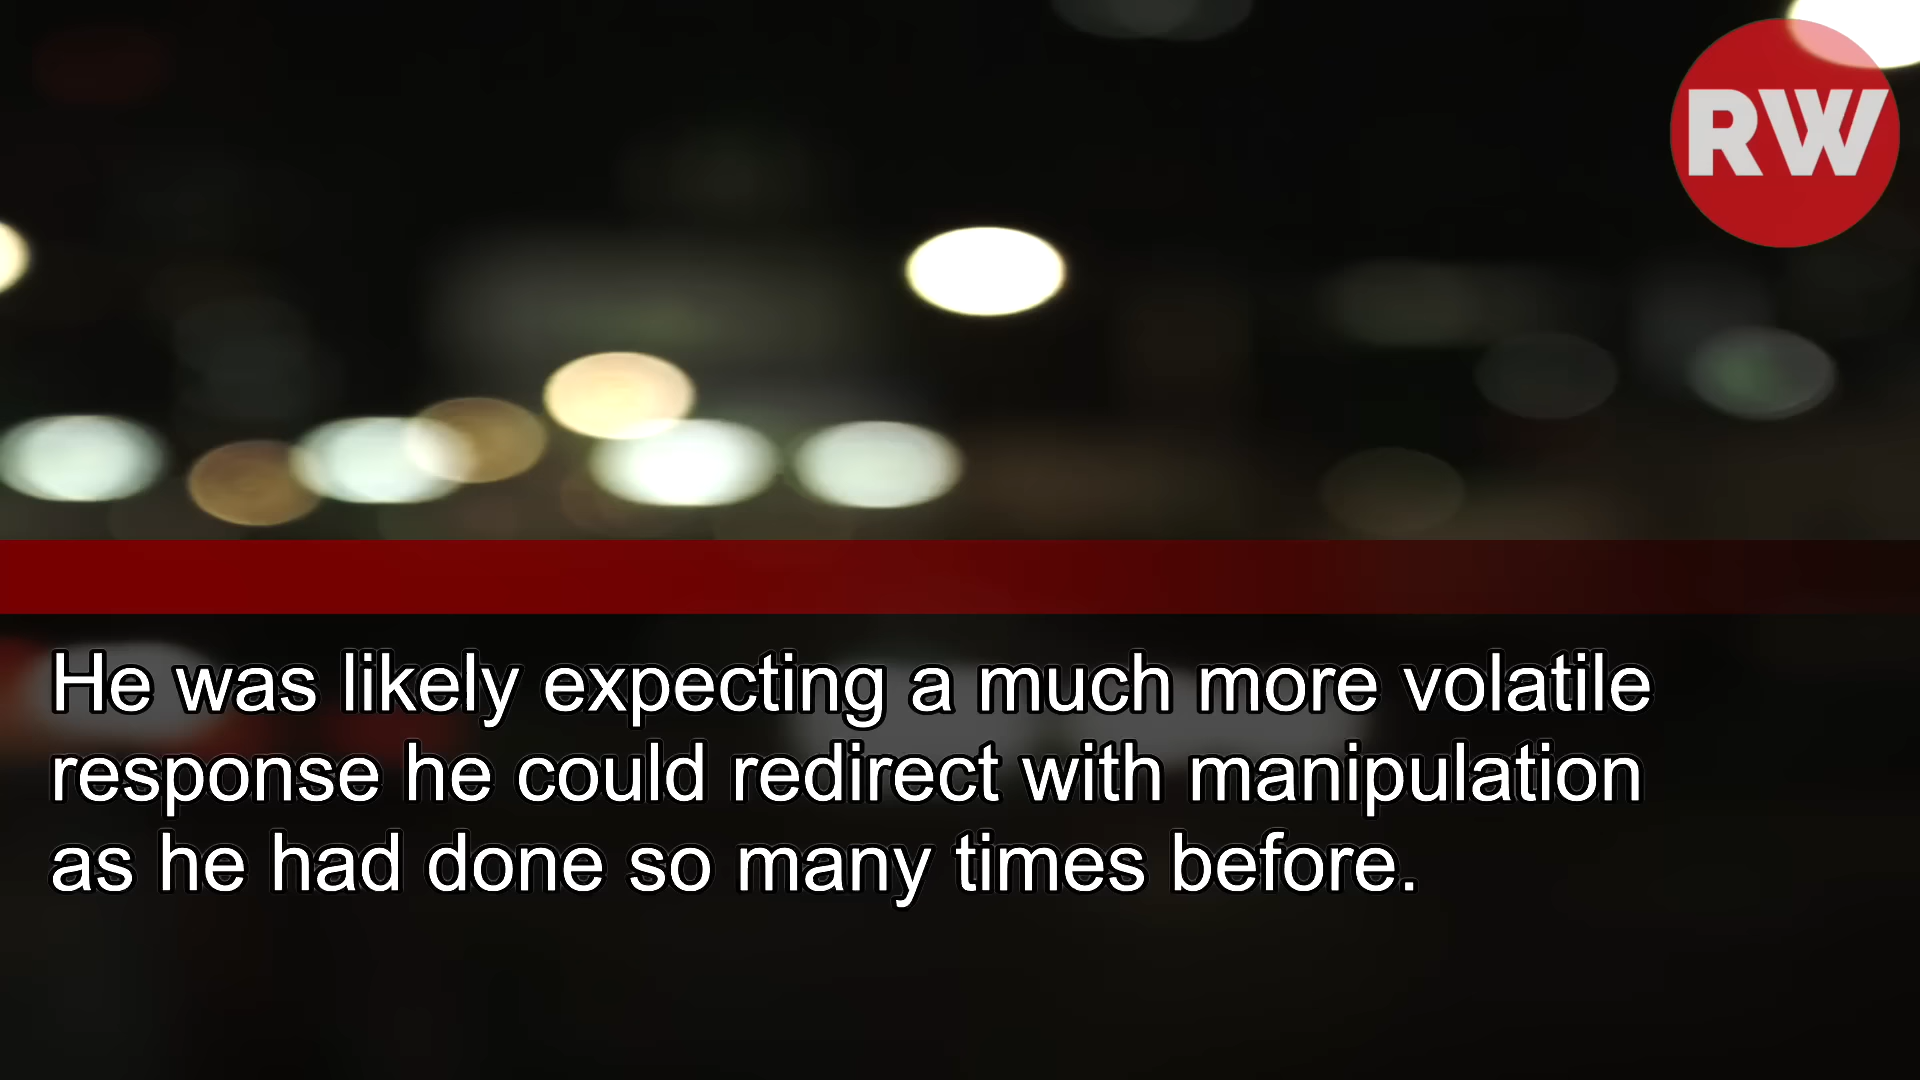 RW
He was likely expecting a much more volatile
response he could redirect with manipulation
as he had done so many times before.